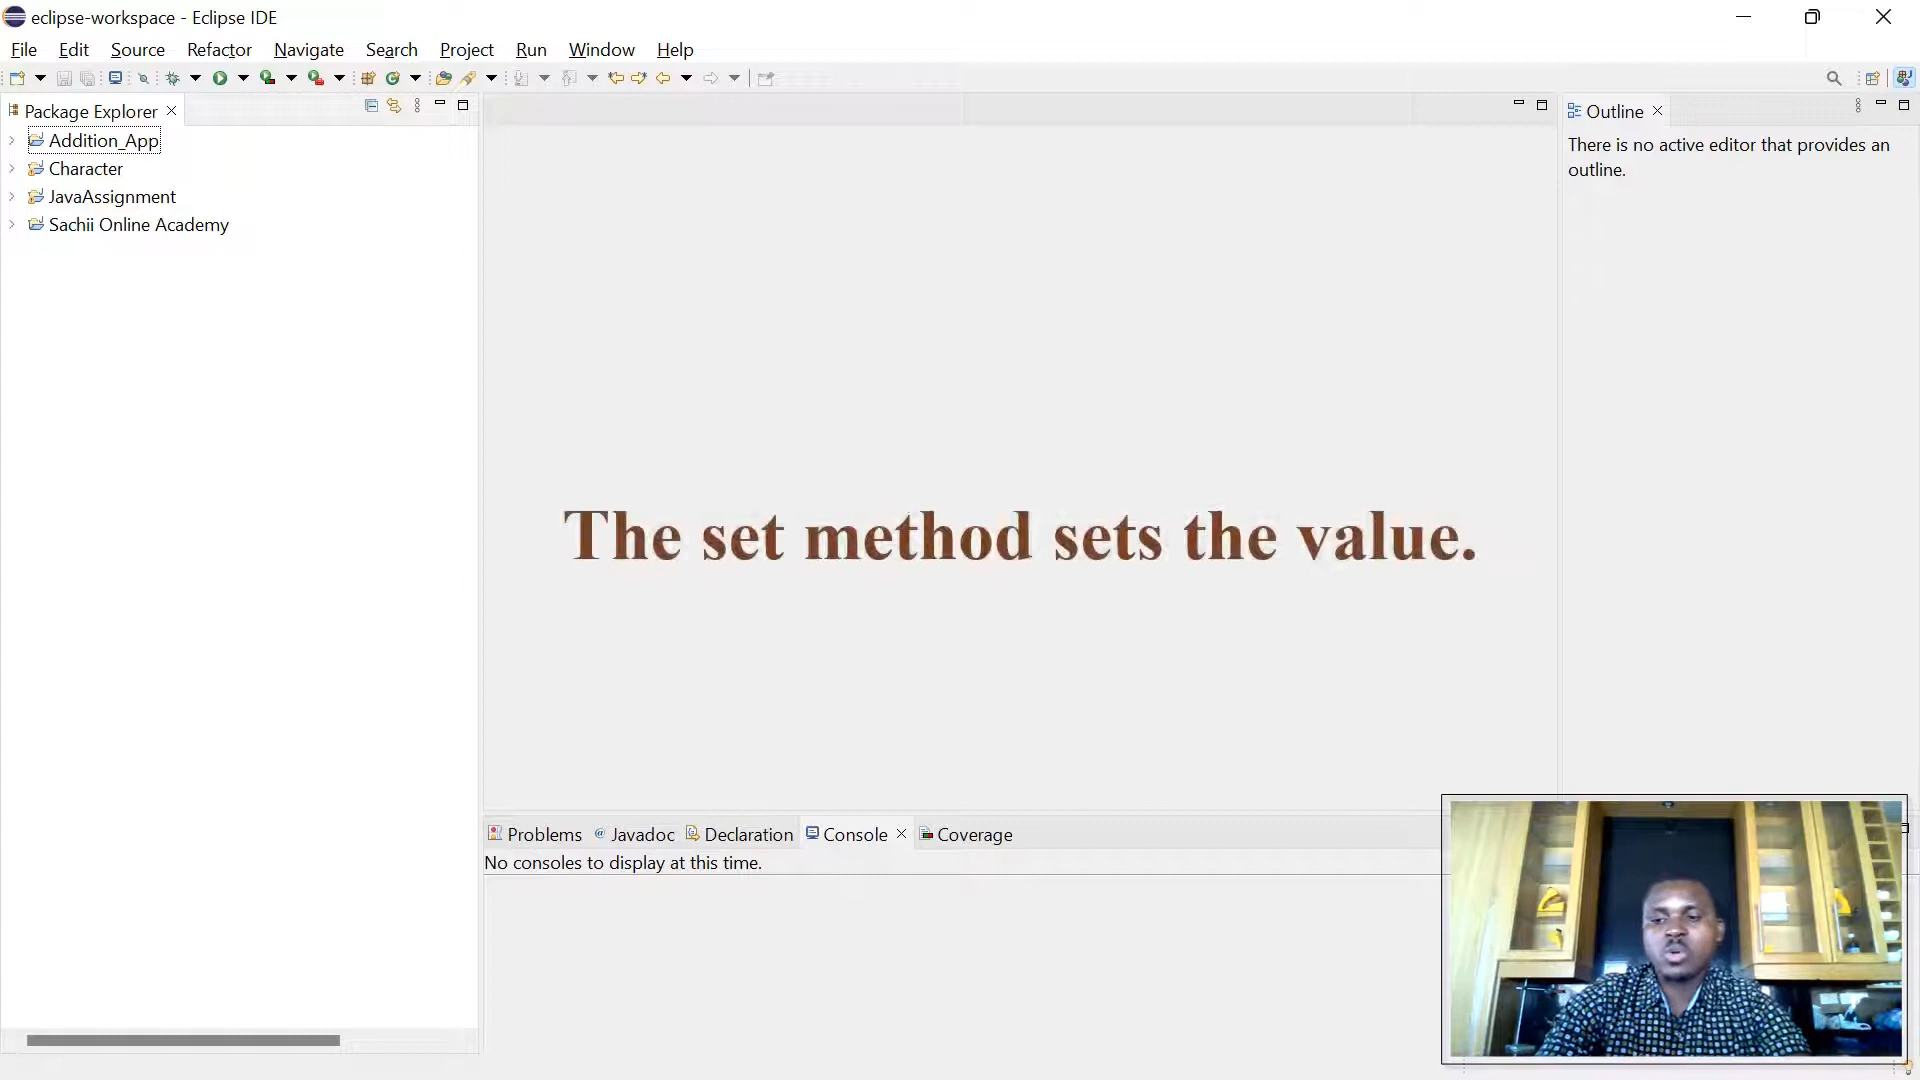 eclipse-workspace - Eclipse IDE
File Edit Source Refactor Navigate Search Project Run Window Help
Package Explorer
Addition_App
Character
JavaAssignment
Sachii Online Academy
The set method sets the value.
Outline
There is no active editor that provides an
outline.
Problems @ Javadoc Declaration Console Coverage
No consoles to display at this time.